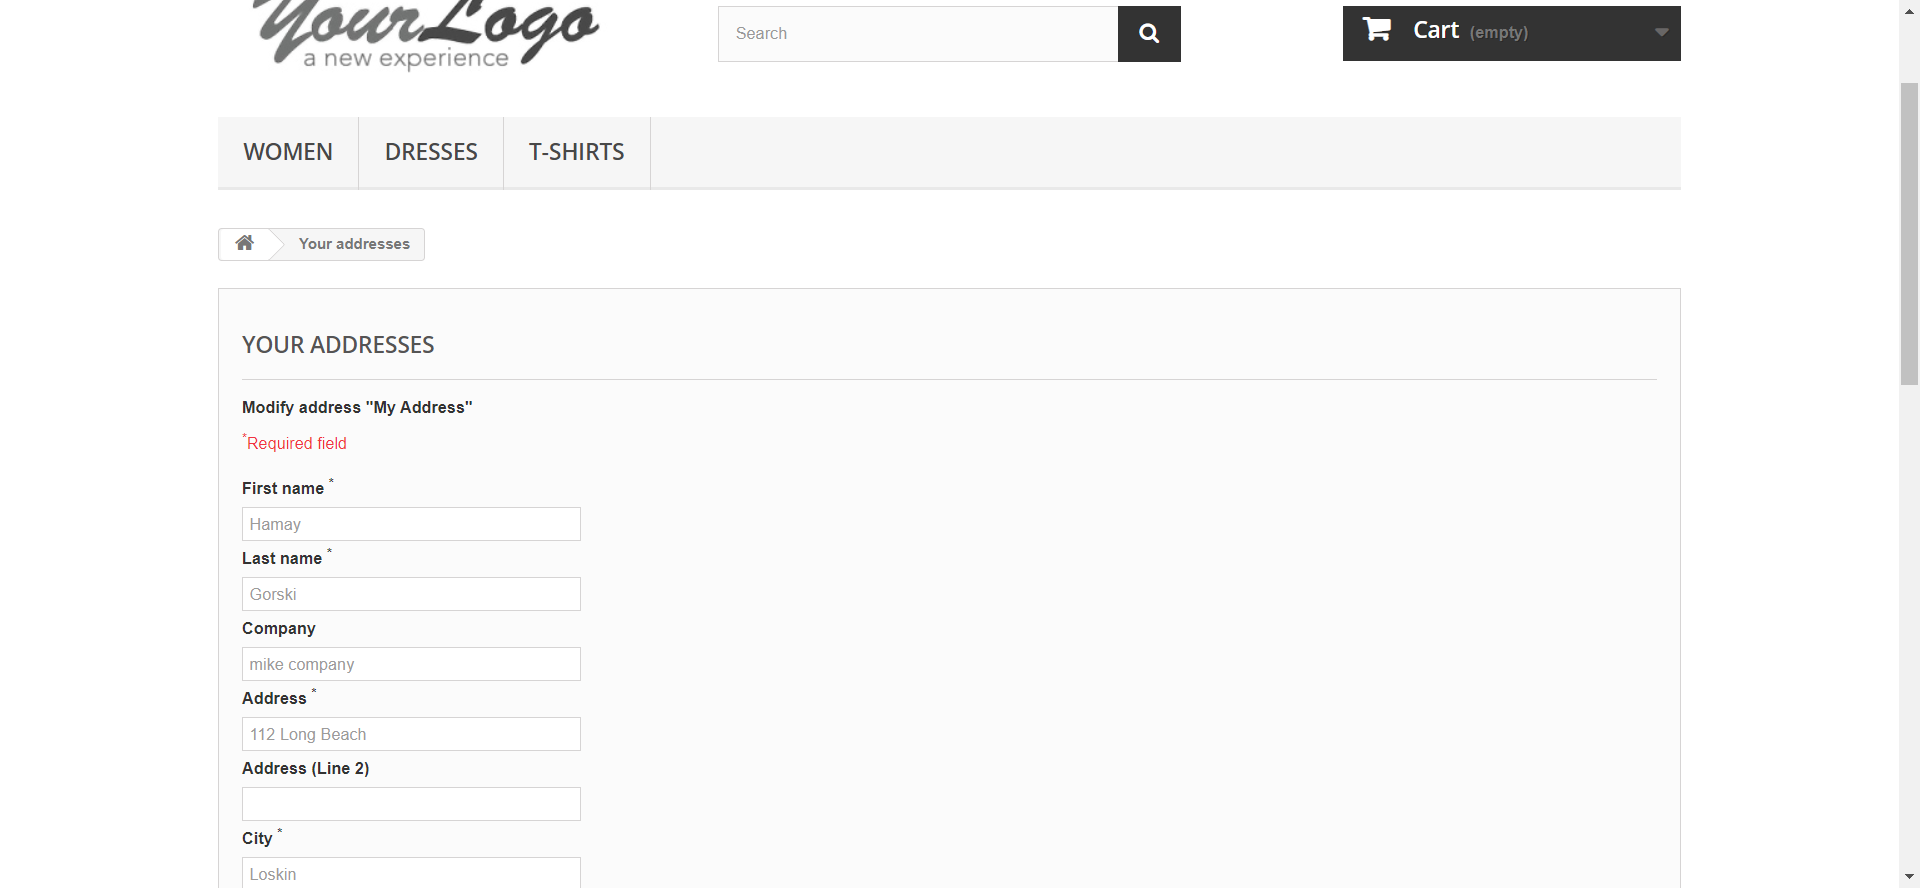 YourLogo
a new experience
Search
Cart (empty)
WOMEN
DRESSES
T-SHIRTS
Your addresses
YOUR ADDRESSES
Modify address "My Address"
*Required field
First name *
Hamay
Last name *
Gorski
Company
mike company
Address *
112 Long Beach
Address (Line 2)
City *
Loskin